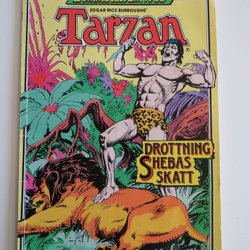 EDGAR RICE BURROUGHS'
Tarzan
DROTTNING
SHEBAS
SKATT